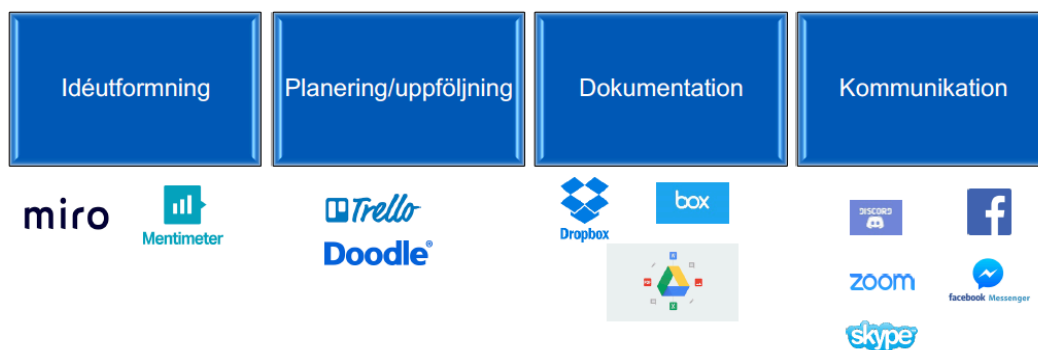 Idéutformning
Planering/uppföljning
Dokumentation
Kommunikation
miro
Mentimeter
Trello
Doodle®
Dropbox
box
DISCORD
zoom
facebook Messenger
skype